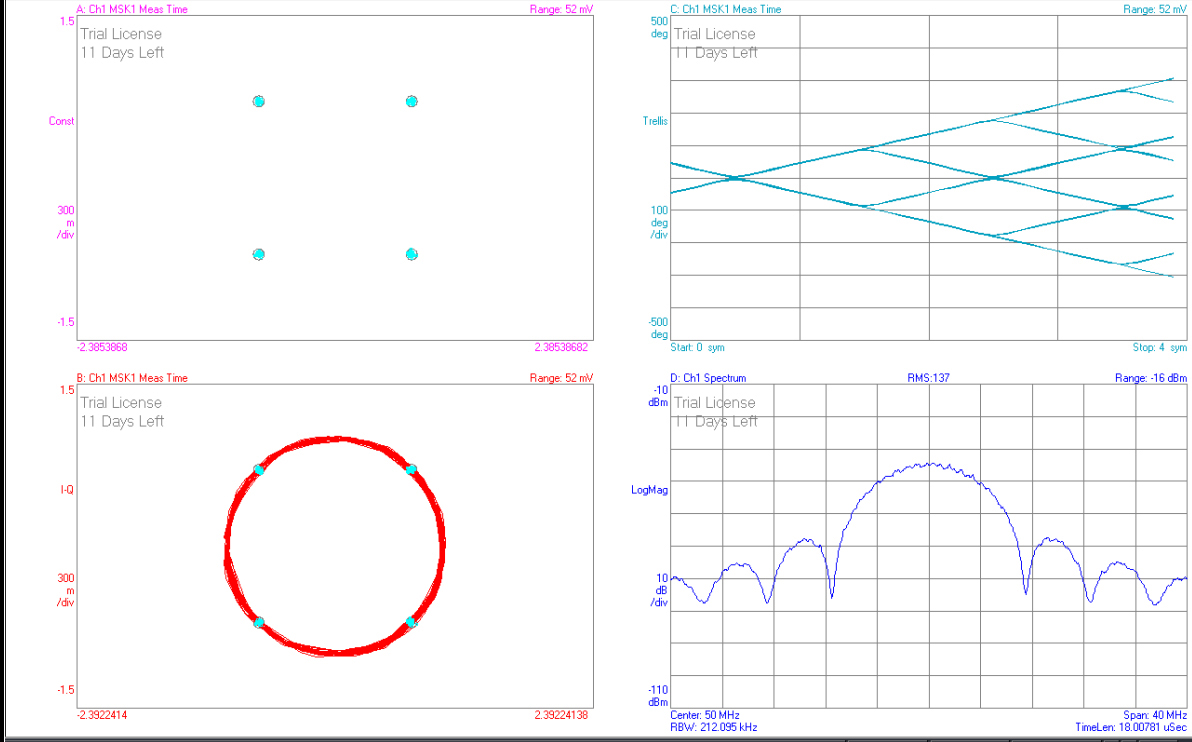 A: Ch1 MSK1 Meas Time
Range: 52 mV
1.5
Trial License
11 Days Left
Const
300
m
/div
-1.5
-2.3853868
2.38538682
C: Ch1 MSK1 Meas Time
Range: 52 mV
500
deg
Trial License
11 Days Left
Trellis
100
deg
/div
-500
deg
Start: 0 sym
Stop: 4 sym
B: Ch1 MSK1 Meas Time
Range: 52 mV
1.5
Trial License
11 Days Left
I-Q
300
m
/div
-1.5
-2.3922414
2.39224138
D: Ch1 Spectrum
RMS:137
Range: -16 dBm
-10
dBm
Trial License
11 Days Left
LogMag
10
dB
/div
-110
dBm
Center: 50 MHz
Span: 40 MHz
RBW: 212.095 kHz
TimeLen: 18.00781 uSec